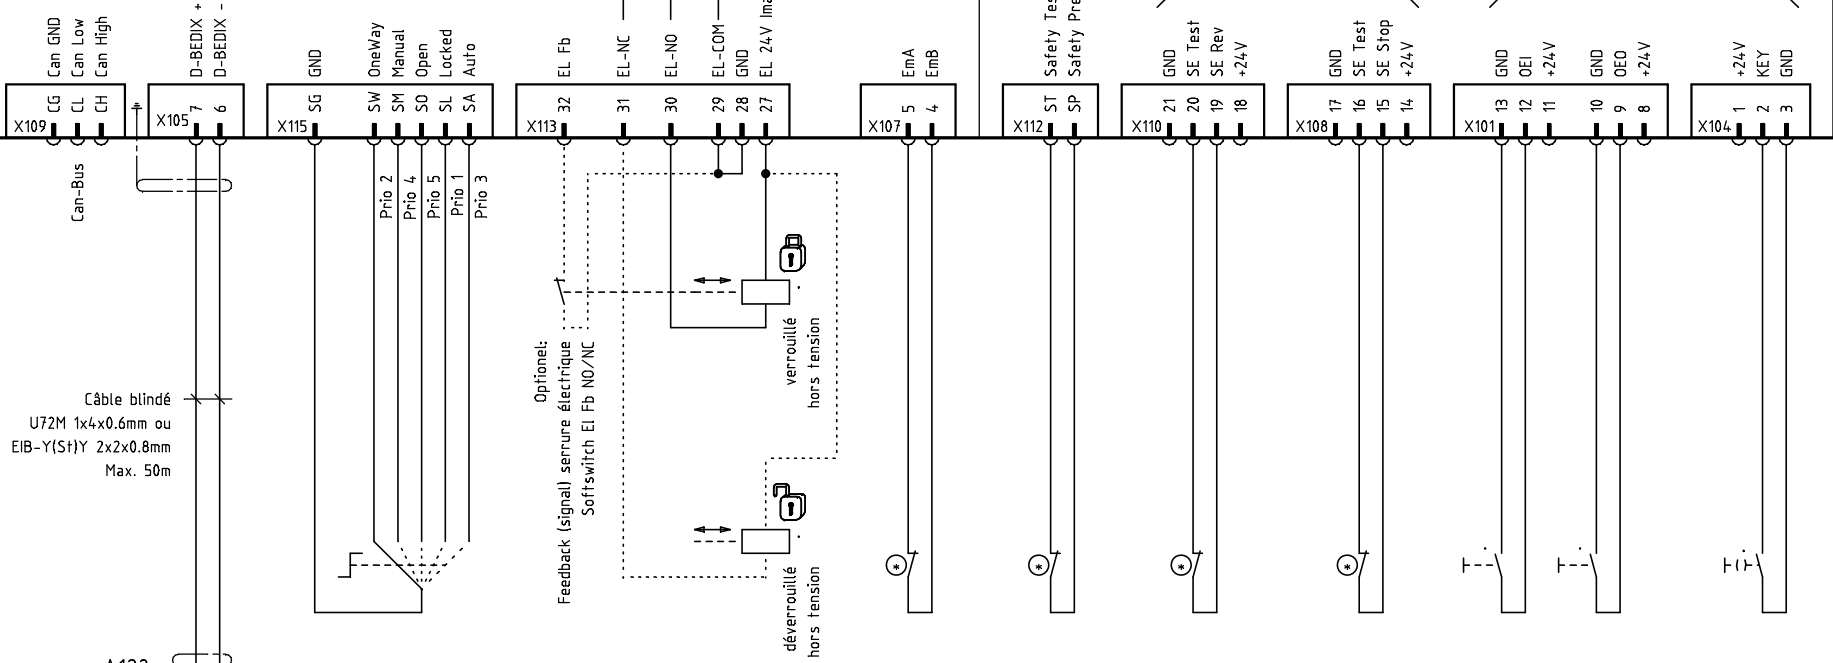 Can GND
Can Low
Can High
D-BEDIX +
D-BEDIX -
GND
OneWay
Manual
Open
Locked
Auto
EL Fb
EL-NC
EL-NO
EL-COM
GND
EL 24V
EmA
EmB
Safety
Safety
GND
SE Test
SE Rev
+24V
GND
SE Test
SE Stop
+24V
GND
OEI
+24V
GND
OEO
+24V
+24V
KEY
GND
X109
CG
CL
CH
X105
7
6
X115
SG
SW
SM
SO
SL
SA
X113
32
31
30
29
28
27
X107
5
4
X112
ST
SP
X110
21
20
19
18
X108
17
16
15
14
X101
13
12
11
10
9
8
X104
1
2
3
Can-Bus
Prio 2
Prio 4
Prio 5
Prio 1
Prio 3
Câble blindé
U72M 1x4x0.6mm ou
EIB-Y(St)Y 2x2x0.8mm
Max. 50m
Optionel:
Feedback (signal) serrure électrique
Softswitch El Fb NO/NC
verrouillé
hors tension
déverrouillé
hors tension
*
*
*
*